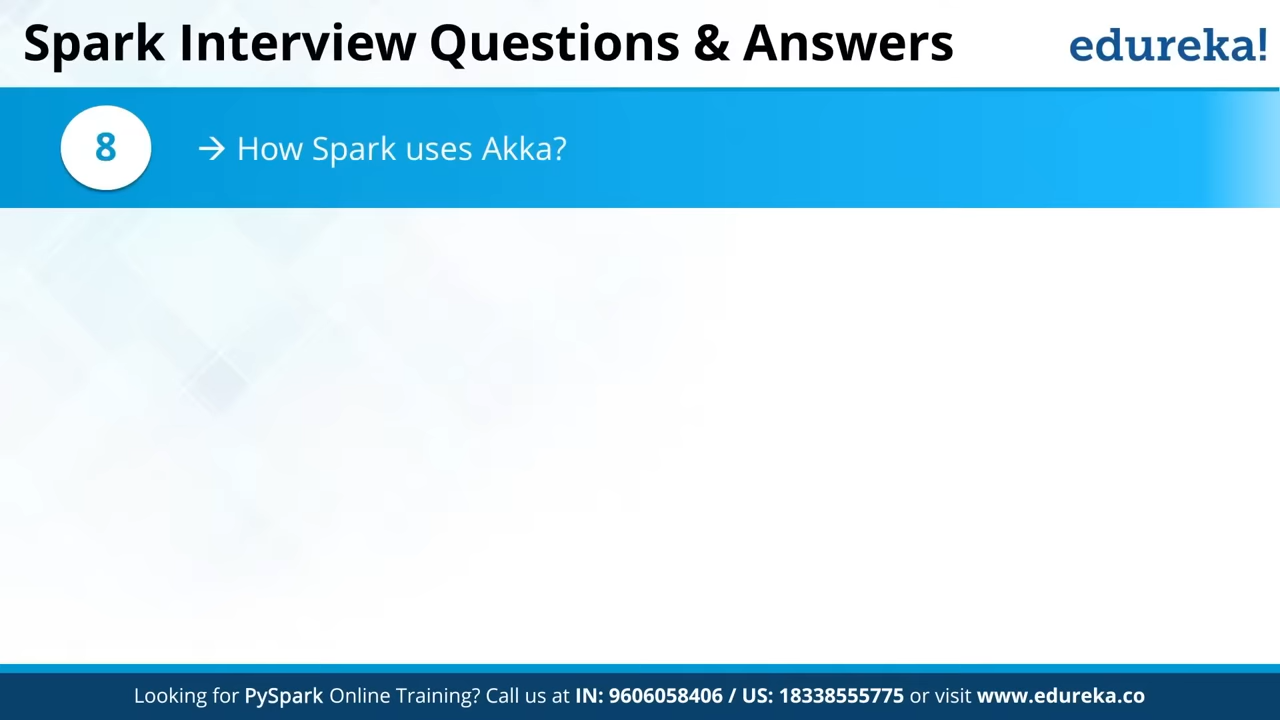 Spark Interview Questions & Answers
edureka!
8
→ How Spark uses Akka?
Looking for PySpark Online Training? Call us at IN: 9606058406 / US: 18338555775 or visit www.edureka.co